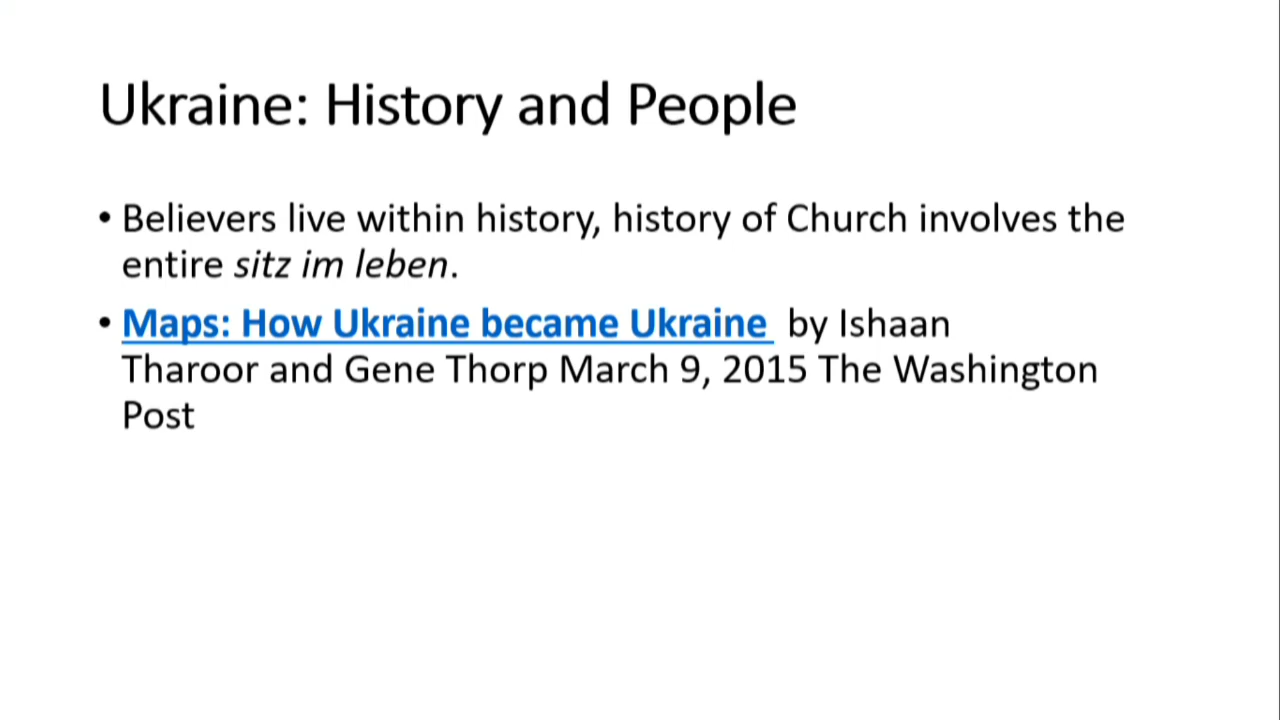 Ukraine: History and People
• Believers live within history, history of Church involves the
entire sitz im leben.
• Maps: How Ukraine became Ukraine by Ishaan
Tharoor and Gene Thorp March 9, 2015 The Washington
Post